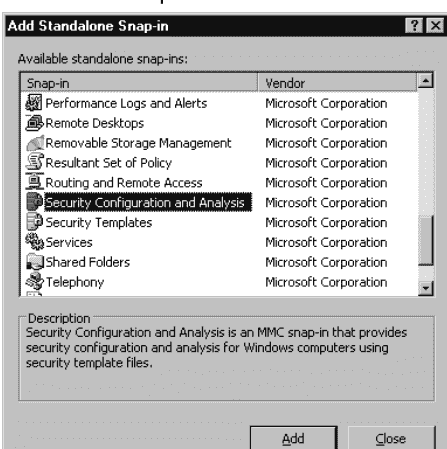 Add Standalone Snap-in
Available standalone snap-ins:
Snap-in Vendor
Performance Logs and Alerts Microsoft Corporation
Remote Desktops Microsoft Corporation
Removable Storage Management Microsoft Corporation
Resultant Set of Policy Microsoft Corporation
Routing and Remote Access Microsoft Corporation
Security Configuration and Analysis Microsoft Corporation
Security Templates Microsoft Corporation
Services Microsoft Corporation
Shared Folders Microsoft Corporation
Telephony Microsoft Corporation
Description
Security Configuration and Analysis is an MMC snap-in that provides
security configuration and analysis for Windows computers using
security template files.
Add Close